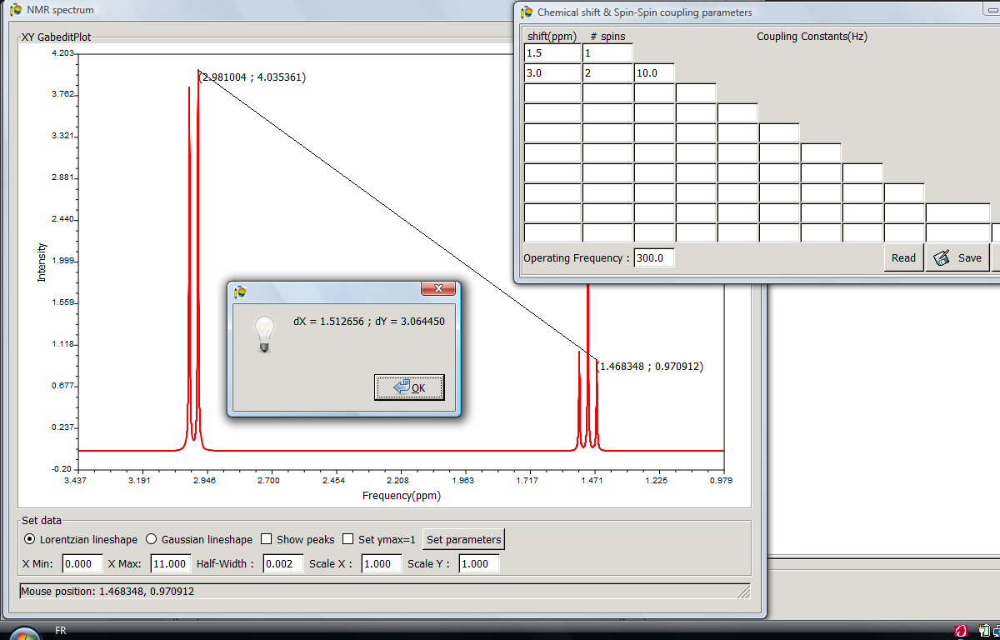 NMR spectrum
XY GabeditPlot
4.203
3.762
3.321
2.881
2.440
1.999
1.559
1.118
0.677
0.237
-0.20
Intensity
(2.981004 ; 4.035361)
(1.468348 ; 0.970912)
3.437 3.191 2.946 2.700 2.454 2.208 1.963 1.717 1.471 1.225 0.979
Frequency(ppm)
dX = 1.512656 ; dY = 3.064450
OK
Set data
Lorentzian lineshape Gaussian lineshape Show peaks Set ymax=1 Set parameters
X Min: 0.000 X Max: 11.000 Half-Width : 0.002 Scale X : 1.000 Scale Y : 1.000
Mouse position: 1.468348, 0.970912
Chemical shift & Spin-Spin coupling parameters
shift(ppm) # spins Coupling Constants(Hz)
1.5 1
3.0 2 10.0
Operating Frequency : 300.0 Read Save
FR